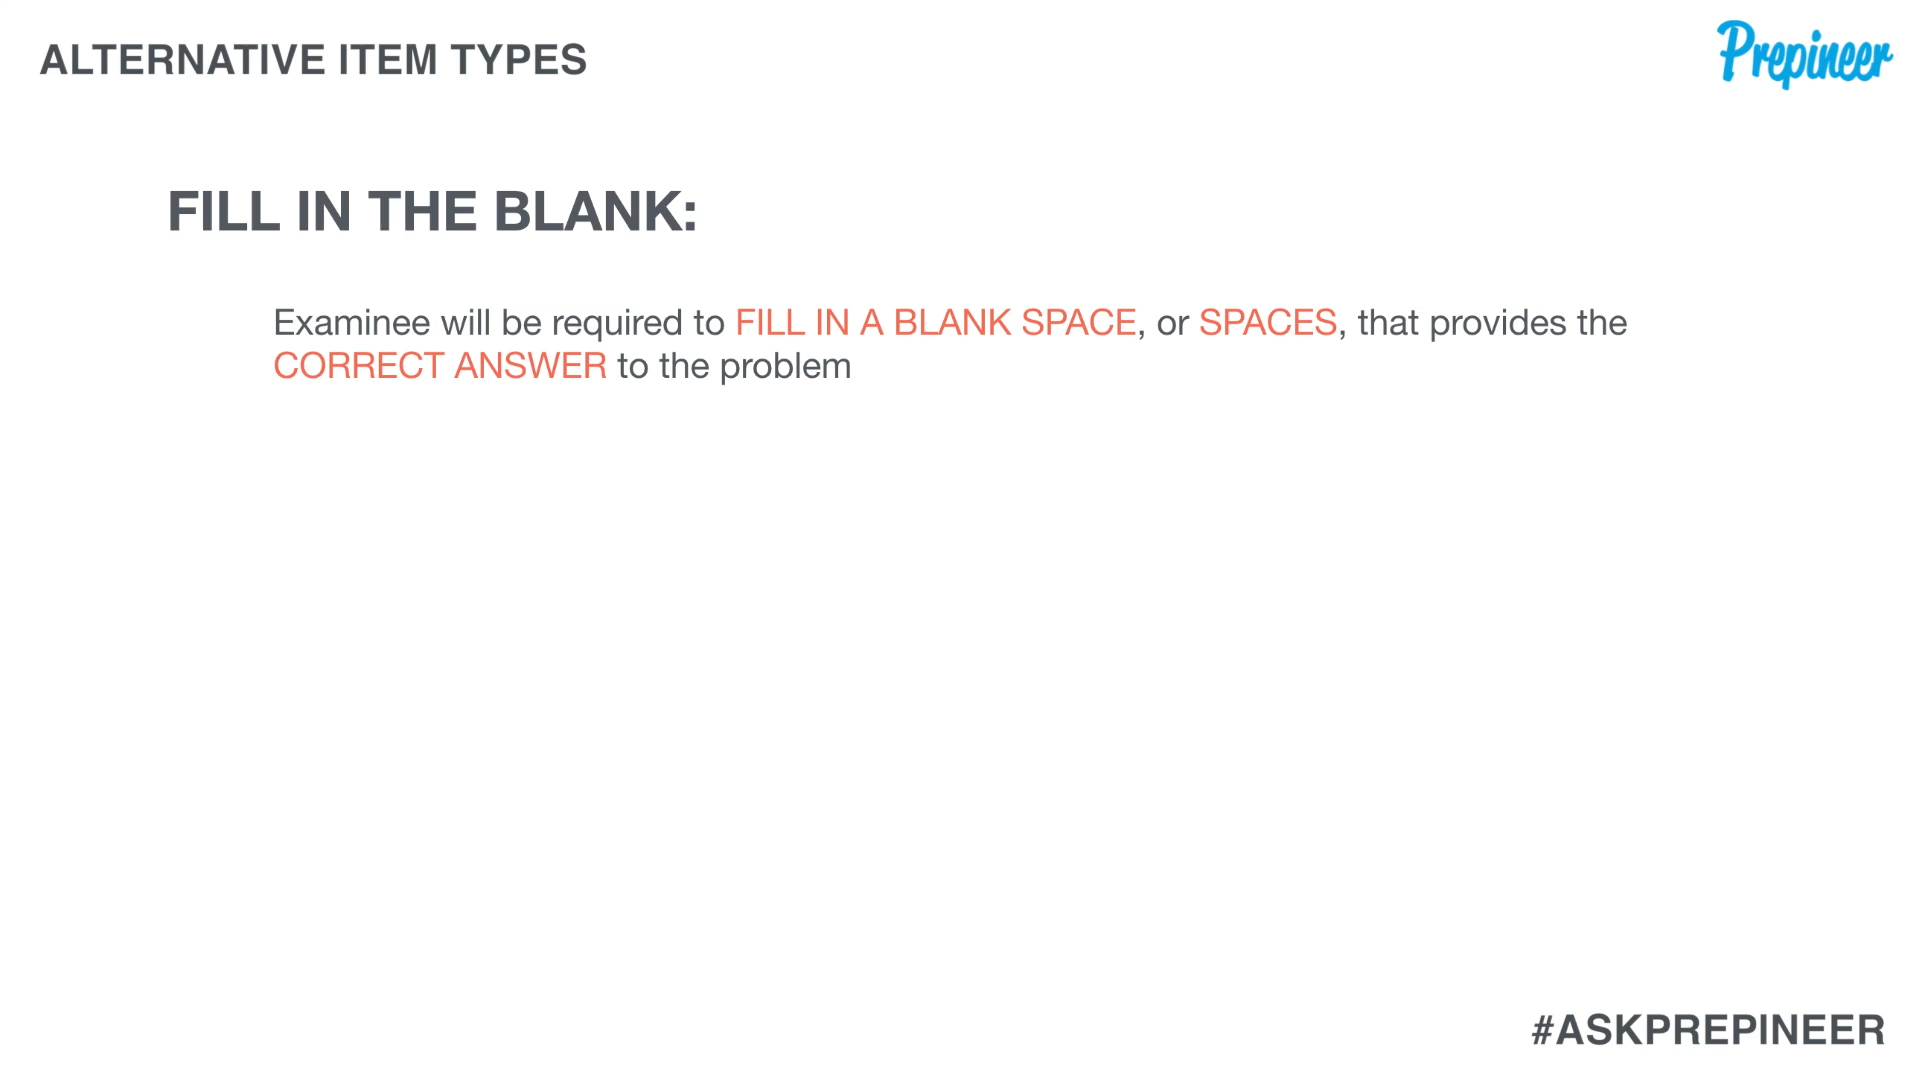 ALTERNATIVE ITEM TYPES
Prepineer
FILL IN THE BLANK:
Examinee will be required to FILL IN A BLANK SPACE, or SPACES, that provides the
CORRECT ANSWER to the problem
#ASKPREPINEER